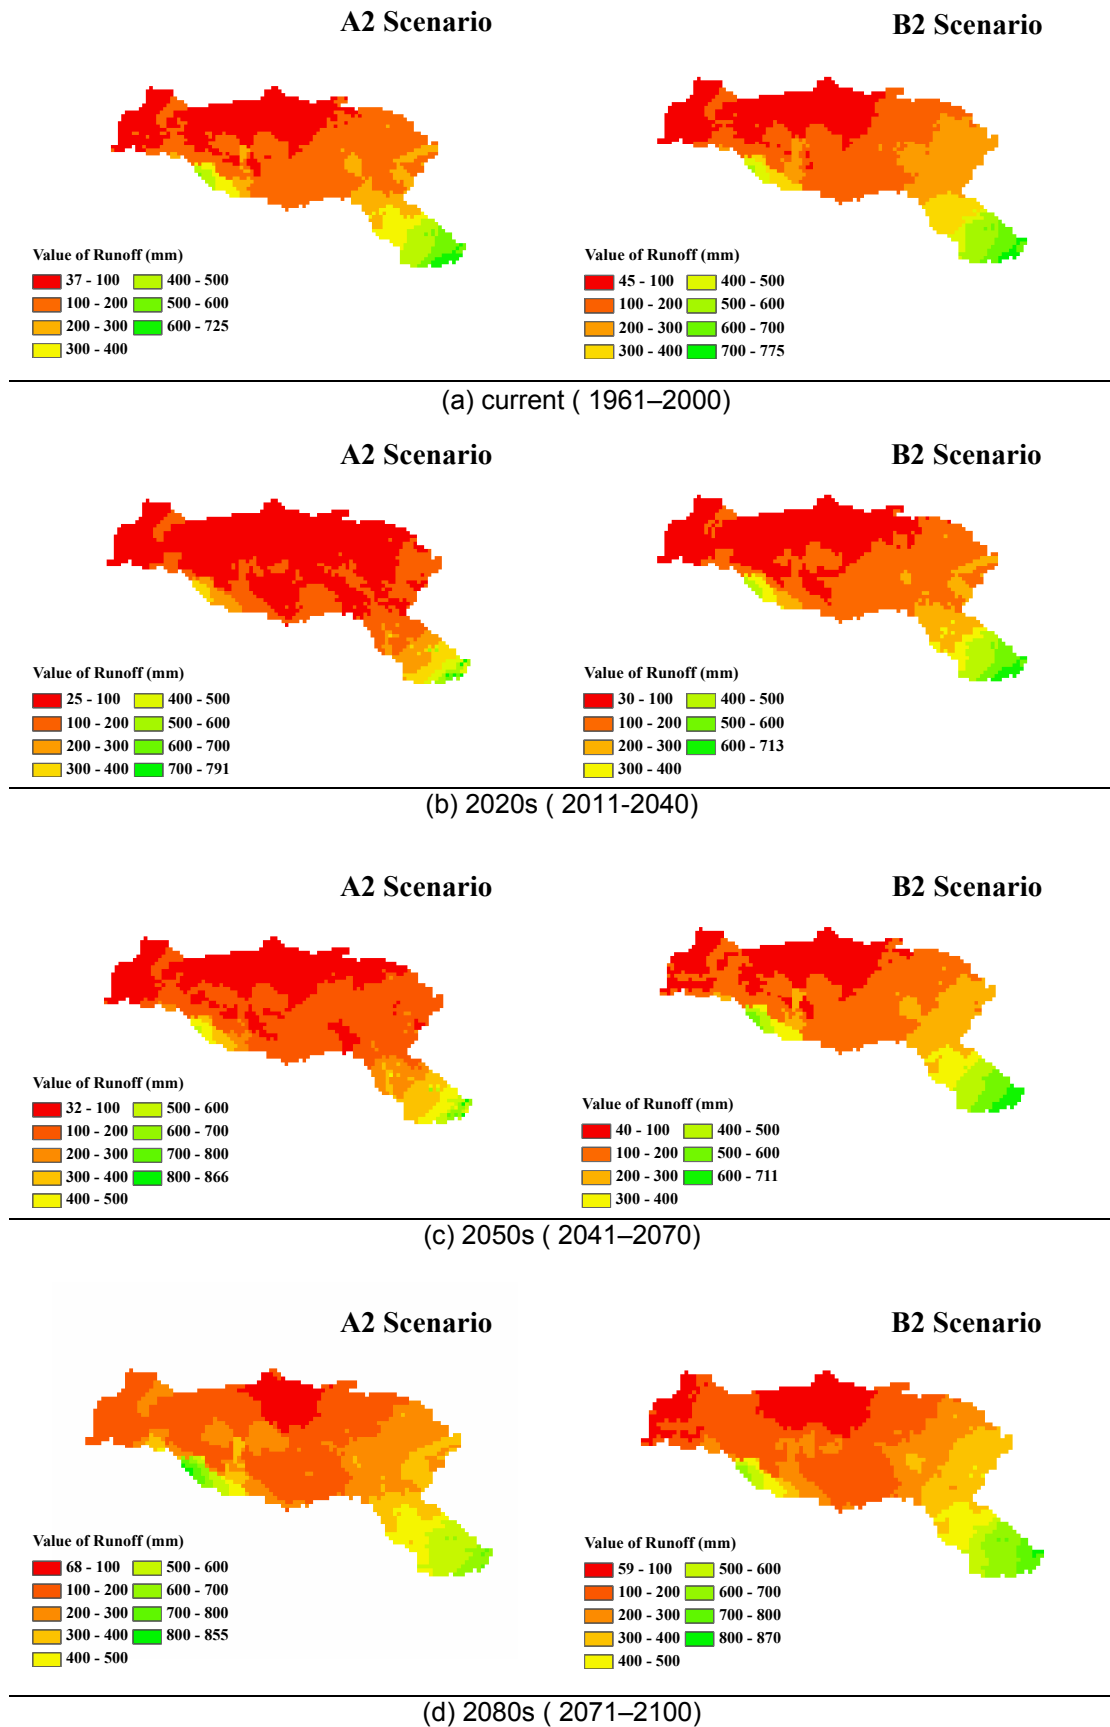 A2 Scenario
B2 Scenario
Value of Runoff (mm)
37 - 100 400 - 500
100 - 200 500 - 600
200 - 300 600 - 725
300 - 400
Value of Runoff (mm)
45 - 100 400 - 500
100 - 200 500 - 600
200 - 300 600 - 700
300 - 400 700 - 775
(a) current ( 1961–2000)
A2 Scenario
B2 Scenario
Value of Runoff (mm)
25 - 100 400 - 500
100 - 200 500 - 600
200 - 300 600 - 700
300 - 400 700 - 791
Value of Runoff (mm)
30 - 100 400 - 500
100 - 200 500 - 600
200 - 300 600 - 713
300 - 400
(b) 2020s ( 2011-2040)
A2 Scenario
B2 Scenario
Value of Runoff (mm)
32 - 100 500 - 600
100 - 200 600 - 700
200 - 300 700 - 800
300 - 400 800 - 866
400 - 500
Value of Runoff (mm)
40 - 100 400 - 500
100 - 200 500 - 600
200 - 300 600 - 711
300 - 400
(c) 2050s ( 2041–2070)
A2 Scenario
B2 Scenario
Value of Runoff (mm)
68 - 100 500 - 600
100 - 200 600 - 700
200 - 300 700 - 800
300 - 400 800 - 855
400 - 500
Value of Runoff (mm)
59 - 100 500 - 600
100 - 200 600 - 700
200 - 300 700 - 800
300 - 400 800 - 870
400 - 500
(d) 2080s ( 2071–2100)